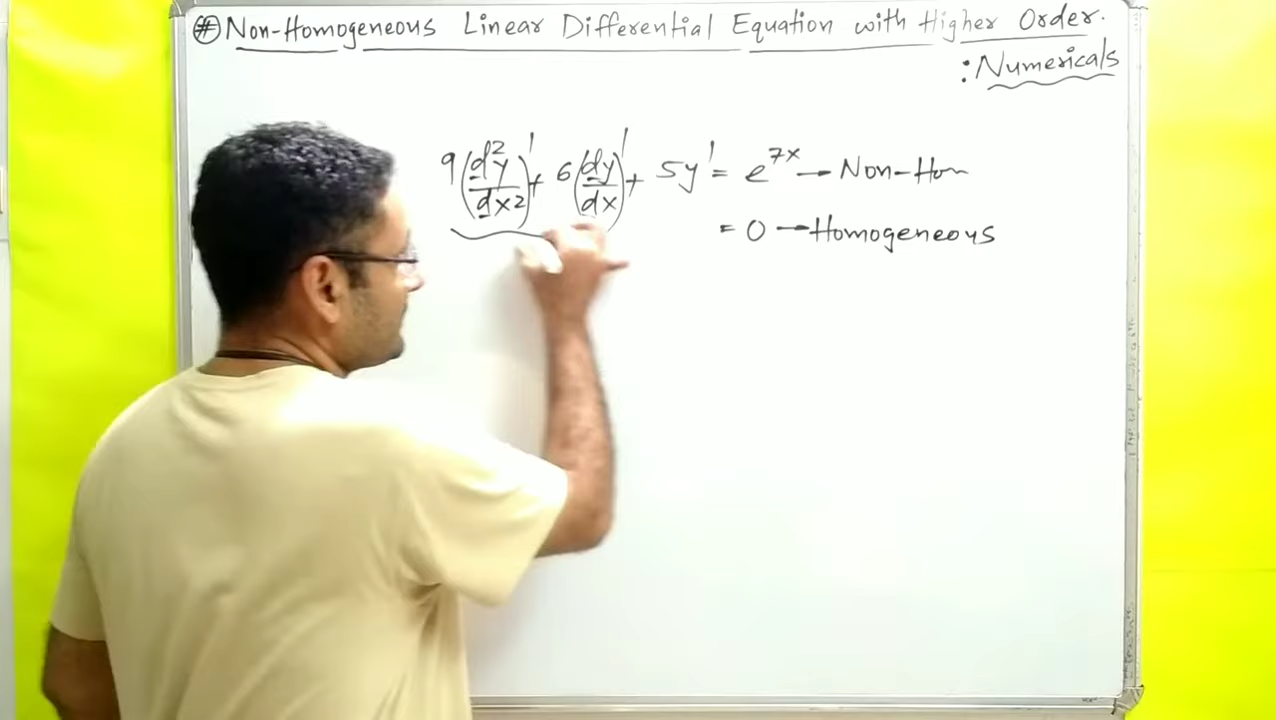 # Non-Homogeneous Linear Differential Equation with Higher Order.
: Numericals
9(d²y/dx²)¹ + 6(dy/dx)¹ + 5y¹ = e^7x → Non-Hom
= 0 → Homogeneous